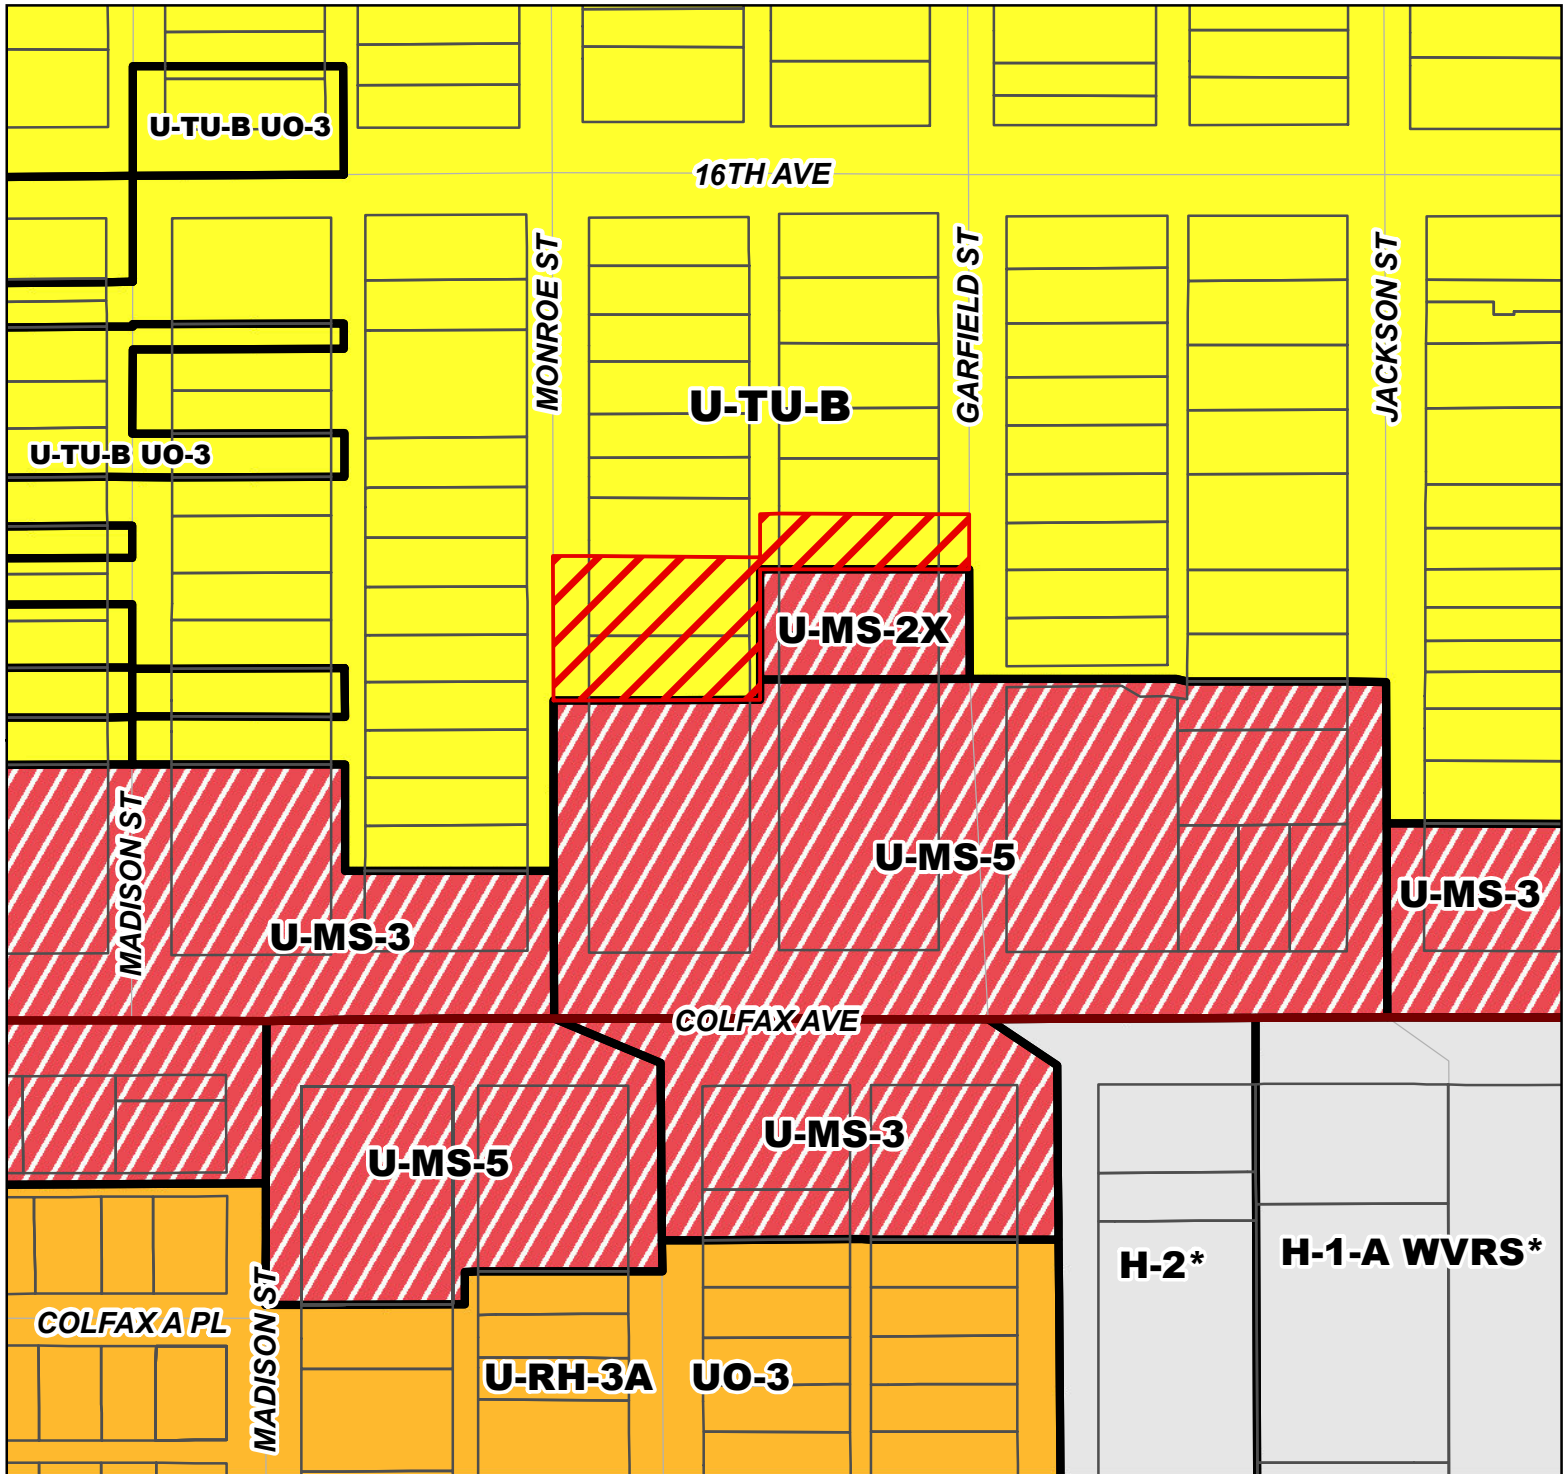 U-TU-B UO-3
16TH AVE
MONROE ST
GARFIELD ST
JACKSON ST
U-TU-B
U-TU-B UO-3
U-MS-2X
MADISON ST
U-MS-5
U-MS-3
U-MS-3
COLFAX AVE
U-MS-5
U-MS-3
H-2*
H-1-A WVRS*
COLFAX A PL
MADISON ST
U-RH-3A UO-3